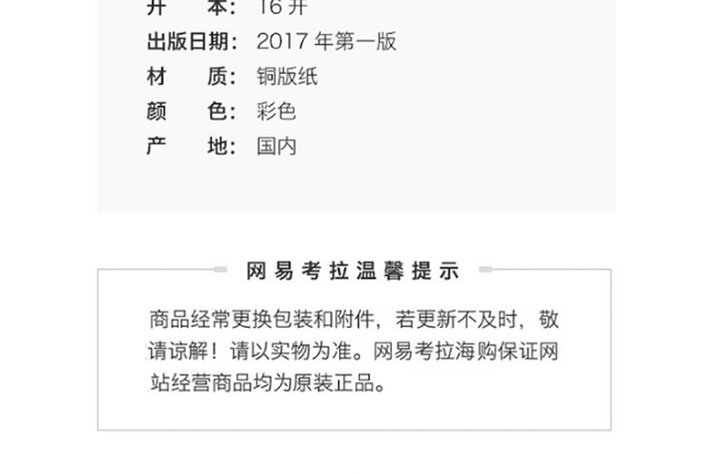 开 本： 16 开
出版日期： 2017 年第一版
材 质： 铜版纸
颜 色： 彩色
产 地： 国内
网易考拉温馨提示
商品经常更换包装和附件，若更新不及时，敬
请谅解！请以实物为准。网易考拉海购保证网
站经营商品均为原装正品。